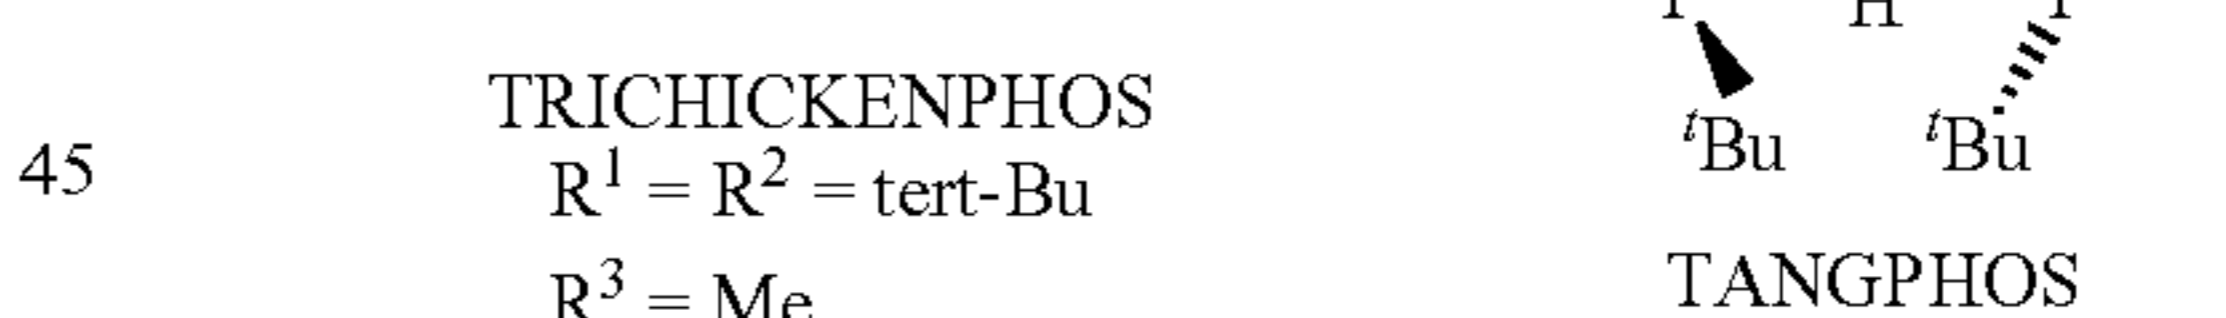 H
TRICHICKENPHOS
45
R¹ = R² = tert-Bu
ᵗBu ᵗBu
R³ = Me
TANGPHOS